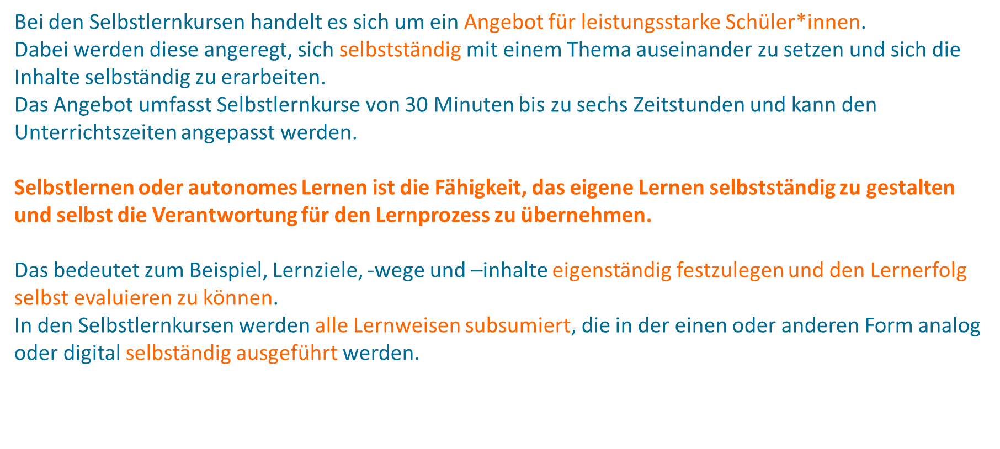 Bei den Selbstlernkursen handelt es sich um ein Angebot für leistungsstarke Schüler*innen.
Dabei werden diese angeregt, sich selbstständig mit einem Thema auseinander zu setzen und sich die
Inhalte selbständig zu erarbeiten.
Das Angebot umfasst Selbstlernkurse von 30 Minuten bis zu sechs Zeitstunden und kann den
Unterrichtszeiten angepasst werden.
Selbstlernen oder autonomes Lernen ist die Fähigkeit, das eigene Lernen selbstständig zu gestalten
und selbst die Verantwortung für den Lernprozess zu übernehmen.
Das bedeutet zum Beispiel, Lernziele, -wege und –inhalte eigenständig festzulegen und den Lernerfolg
selbst evaluieren zu können.
In den Selbstlernkursen werden alle Lernweisen subsumiert, die in der einen oder anderen Form analog
oder digital selbständig ausgeführt werden.